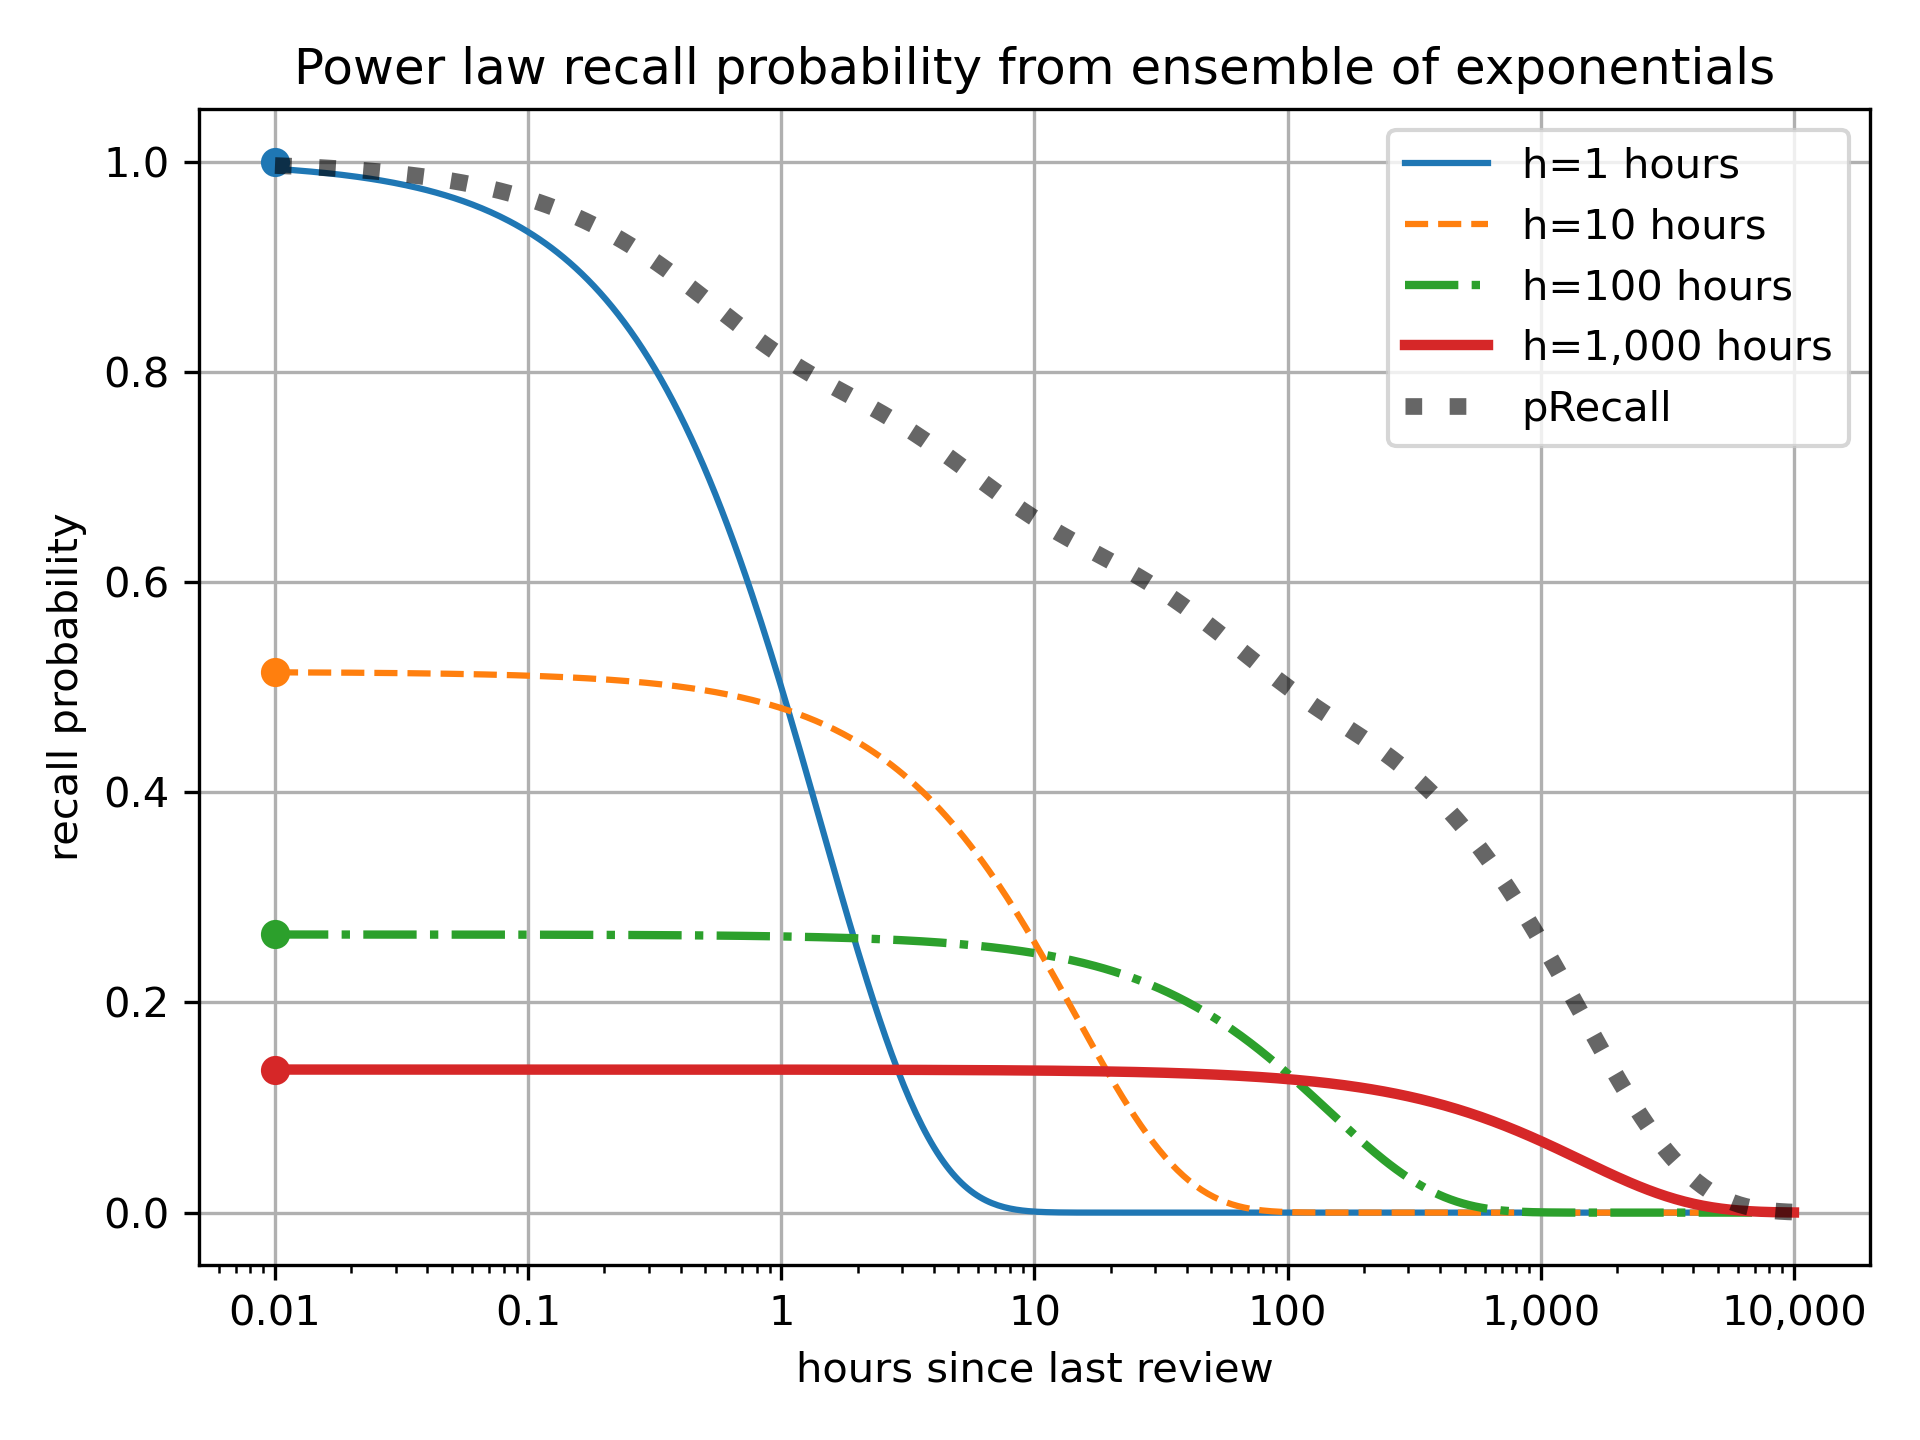 Power law recall probability from ensemble of exponentials
h=1 hours
h=10 hours
h=100 hours
h=1,000 hours
pRecall
recall probability
1.0
0.8
0.6
0.4
0.2
0.0
0.01 0.1 1 10 100 1,000 10,000
hours since last review